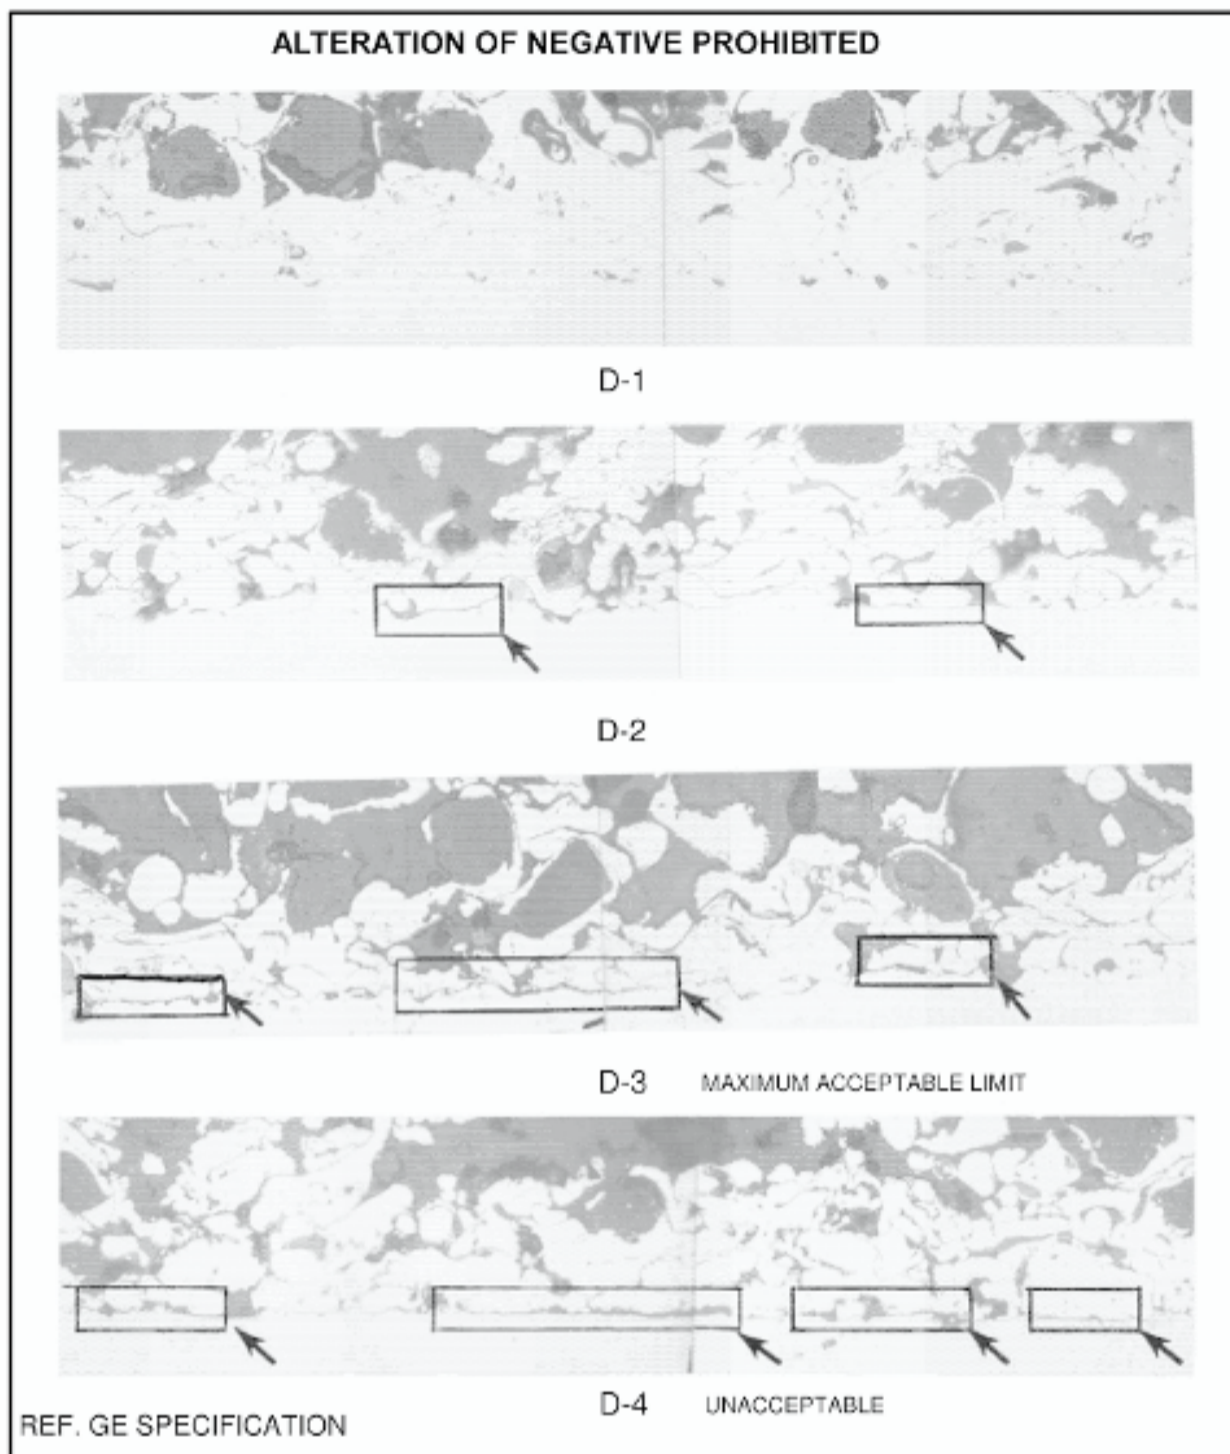 ALTERATION OF NEGATIVE PROHIBITED
D-1
D-2
D-3 MAXIMUM ACCEPTABLE LIMIT
D-4 UNACCEPTABLE
REF. GE SPECIFICATION